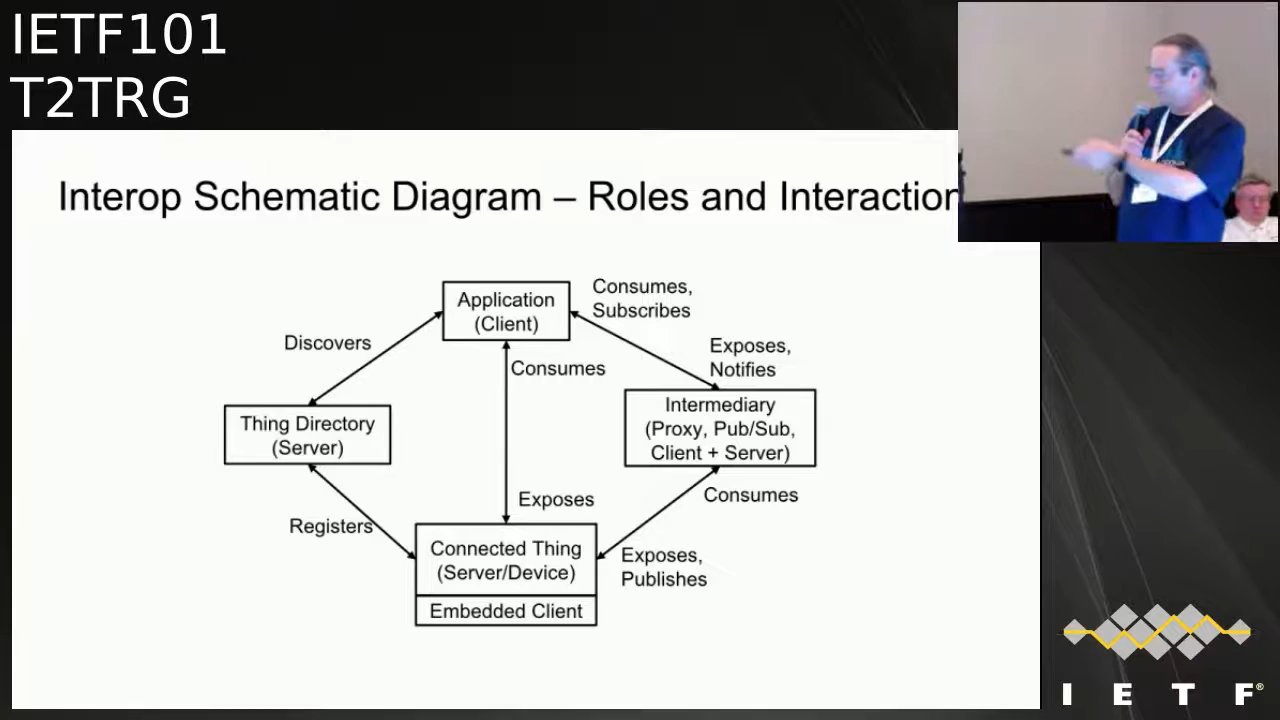 IETF101
T2TRG
Interop Schematic Diagram – Roles and Interaction
Application
(Client)
Consumes,
Subscribes
Discovers
Exposes,
Notifies
Consumes
Thing Directory
(Server)
Intermediary
(Proxy, Pub/Sub,
Client + Server)
Exposes
Consumes
Registers
Connected Thing
(Server/Device)
Exposes,
Publishes
Embedded Client
I E T F®